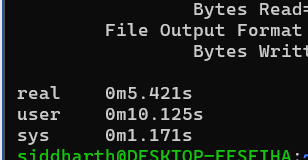 Bytes Read=
File Output Format
Bytes Writt
real 0m5.421s
user 0m10.125s
sys 0m1.171s